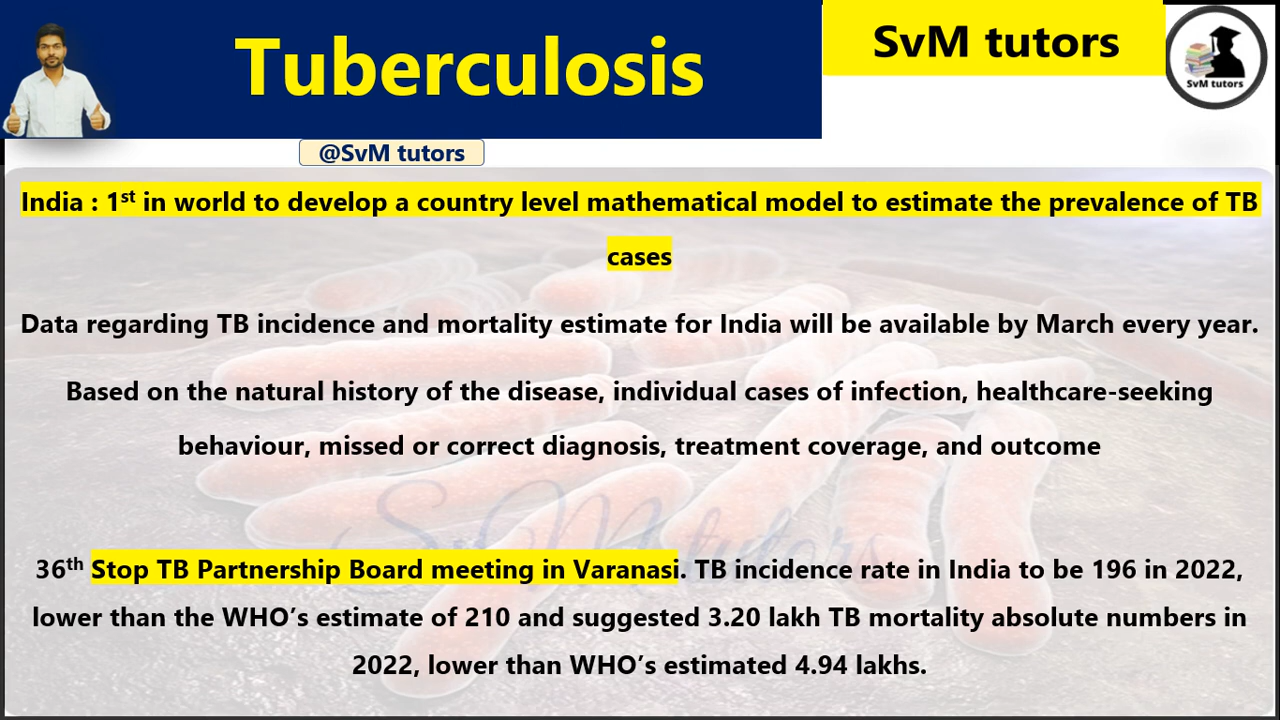 Tuberculosis
SvM tutors
SvM tutors
@SvM tutors
India : 1st in world to develop a country level mathematical model to estimate the prevalence of TB
cases
Data regarding TB incidence and mortality estimate for India will be available by March every year.
Based on the natural history of the disease, individual cases of infection, healthcare-seeking
behaviour, missed or correct diagnosis, treatment coverage, and outcome
SvM tutors
36th Stop TB Partnership Board meeting in Varanasi. TB incidence rate in India to be 196 in 2022,
lower than the WHO’s estimate of 210 and suggested 3.20 lakh TB mortality absolute numbers in
2022, lower than WHO’s estimated 4.94 lakhs.